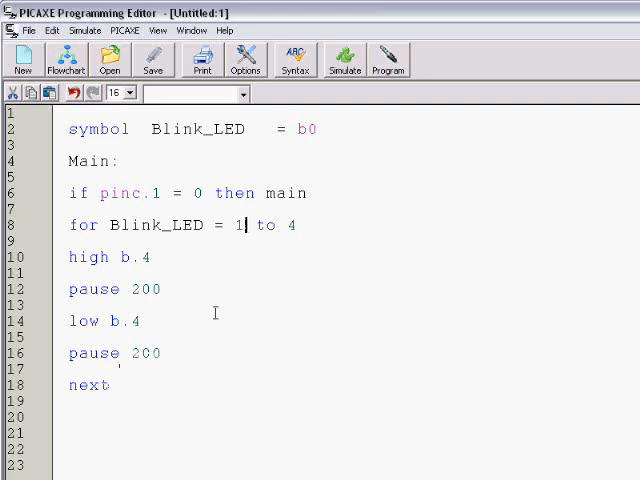 PICAXE Programming Editor - [Untitled:1]
File Edit Simulate PICAXE View Window Help
New Flowchart Open Save Print Options Syntax Simulate Program
ABC
16
1
2 symbol Blink_LED = b0
3
4 Main:
5
6 if pinc.1 = 0 then main
7
8 for Blink_LED = 1 to 4
9
10 high b.4
11
12 pause 200
13
14 low b.4
15
16 pause 200
17 '
18 next
19
20
21
22
23